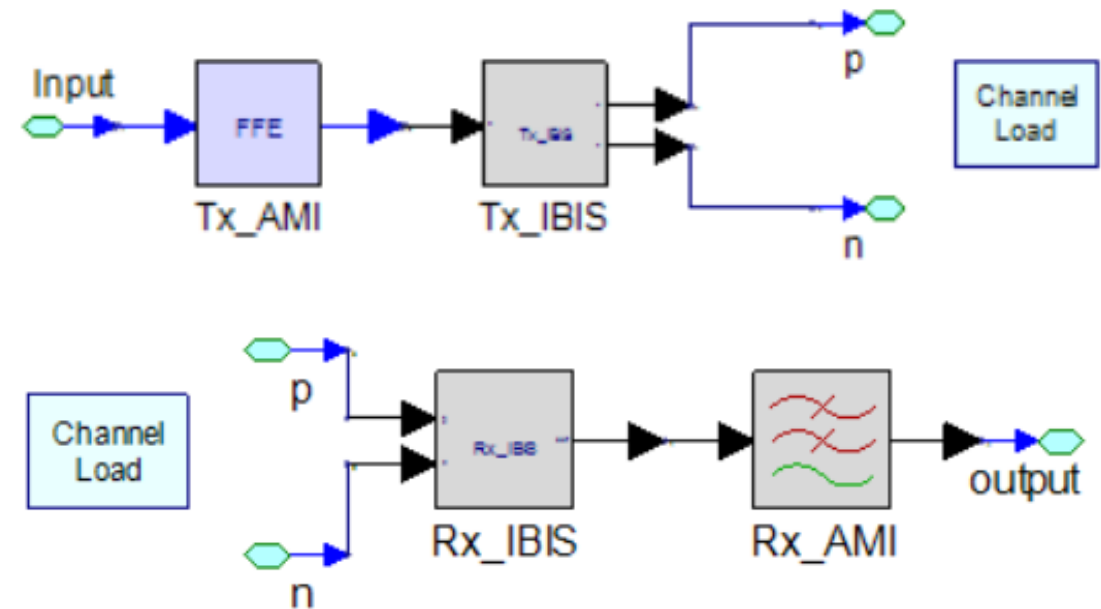 Input
FFE
Tx_AMI
Tx_IBIS
p
n
Channel
Load
Channel
Load
p
n
Rx_IBIS
Rx_AMI
output